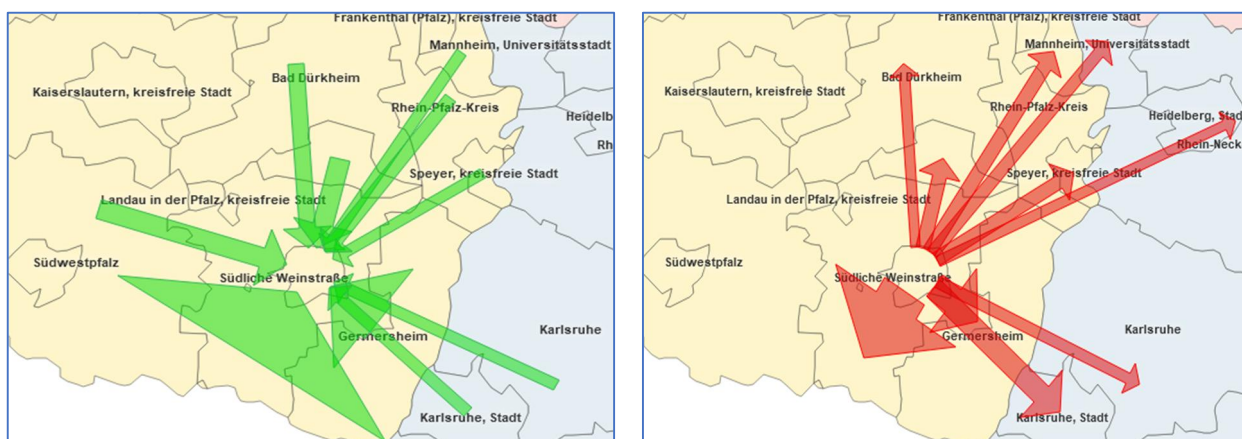 Frankenthal (Pfalz), kreisfreie Stadt
Mannheim, Universitätsstadt
Bad Dürkheim
Kaiserslautern, kreisfreie Stadt
Rhein-Pfalz-Kreis
Heidelb
Rh
Speyer, kreisfreie Stadt
Landau in der Pfalz, kreisfreie Stadt
Südwestpfalz
Südliche Weinstraße
Germersheim
Karlsruhe
Karlsruhe, Stadt
Frankenthal (Pfalz), kreisfreie Stadt
Mannheim, Universitätsstadt
Bad Dürkheim
Kaiserslautern, kreisfreie Stadt
Rhein-Pfalz-Kreis
Heidelberg, Stad
Rhein-Neck
Speyer, kreisfreie Stadt
Landau in der Pfalz, kreisfreie Stadt
Südwestpfalz
Südliche Weinstraße
Germersheim
Karlsruhe
Karlsruhe, Stadt